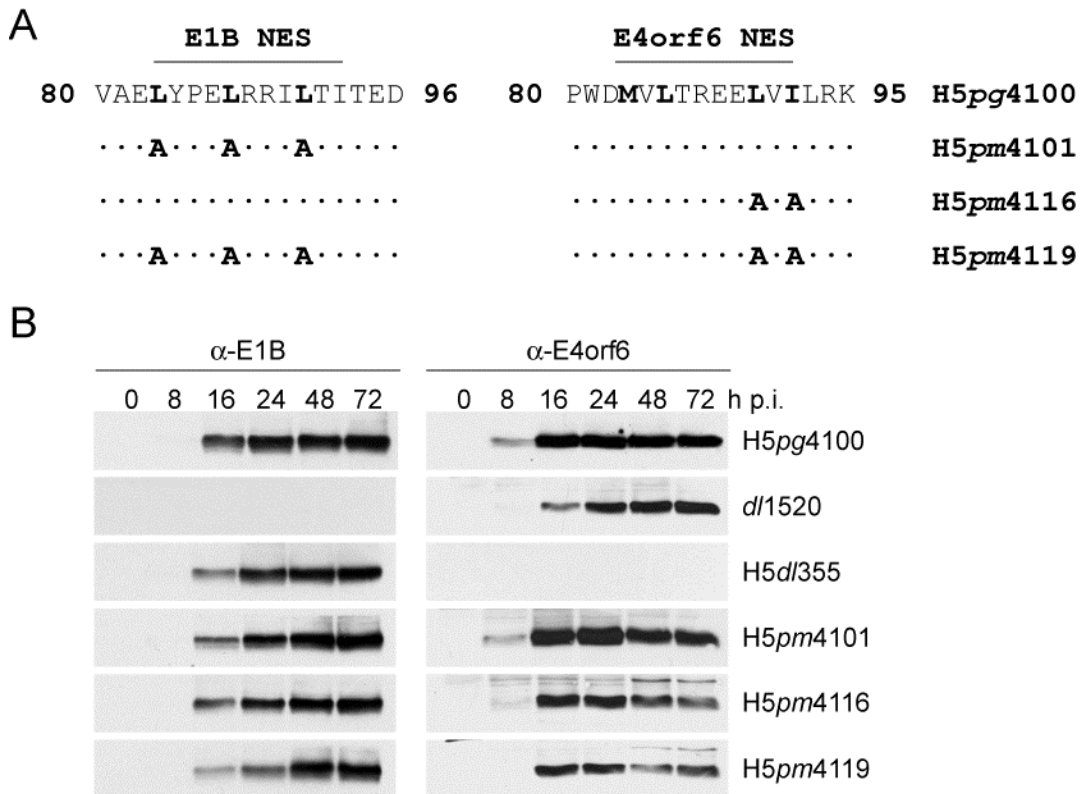 A
E1B NES E4orf6 NES
80 VAELYPELRRILTITED 96 80 PWDMVLTREELVILRK 95 H5pg4100
···A···A···A····· ················ H5pm4101
················· ··········A·A··· H5pm4116
···A···A···A····· ··········A·A··· H5pm4119
B
α-E1B α-E4orf6
0 8 16 24 48 72 0 8 16 24 48 72 h p.i.
H5pg4100
dl1520
H5dl355
H5pm4101
H5pm4116
H5pm4119